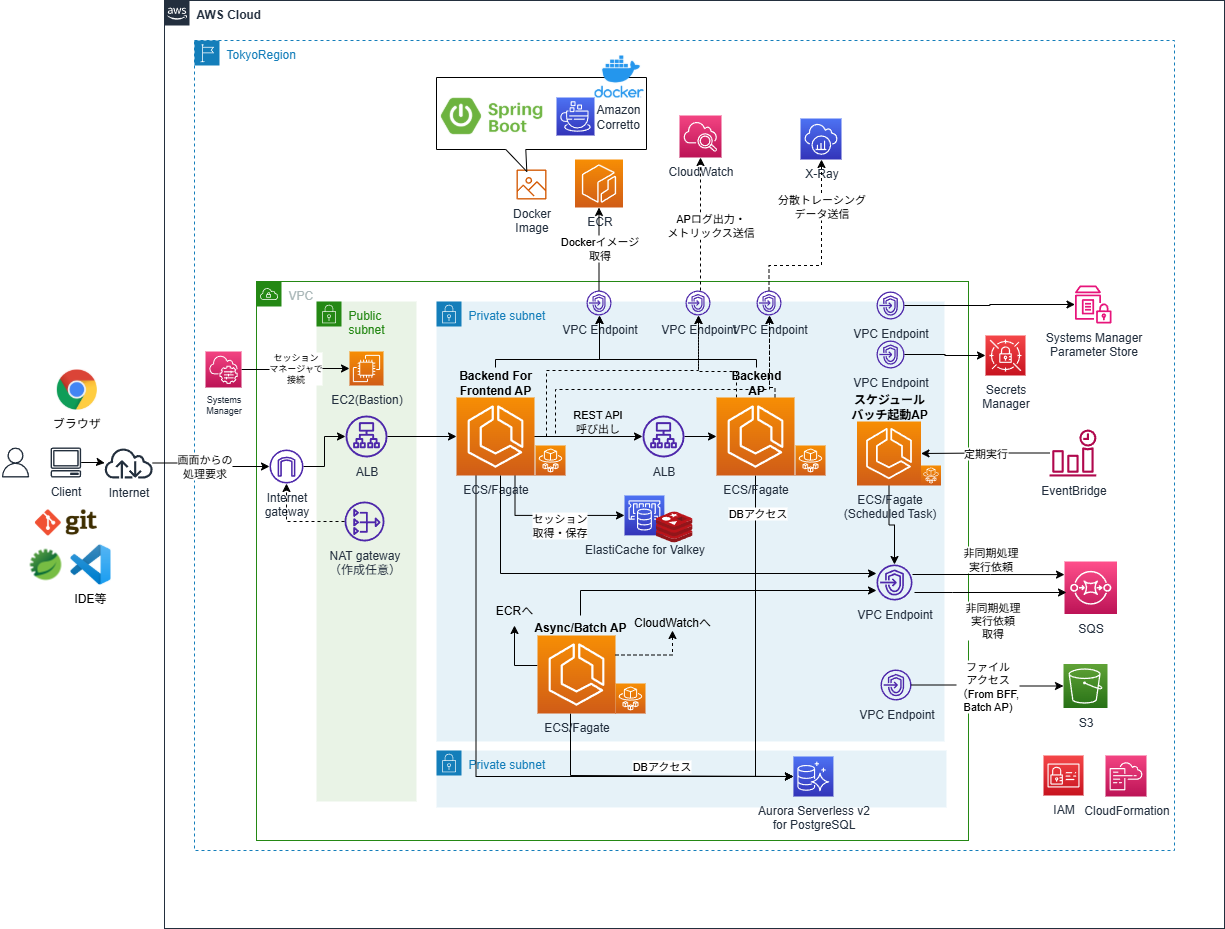 aws
AWS Cloud
TokyoRegion
docker
Spring
Boot
Amazon
Corretto
Docker
Image
ECR
Dockerイメージ
取得
CloudWatch
APログ出力・
メトリックス送信
X-Ray
分散トレーシング
データ送信
VPC
Public
subnet
Private subnet
VPC Endpoint
VPC Endpoint
VPC Endpoint
VPC Endpoint
VPC Endpoint
Systems Manager
Parameter Store
Secrets
Manager
Systems
Manager
セッション
マネージャで
接続
EC2(Bastion)
Backend For
Frontend AP
Backend
AP
スケジュール
バッチ起動AP
ブラウザ
Client
Internet
画面からの
処理要求
Internet
gateway
ALB
REST API
呼び出し
ALB
ECS/Fagate
ECS/Fagate
ECS/Fagate
(Scheduled Task)
定期実行
EventBridge
git
IDE等
NAT gateway
（作成任意）
セッション
取得・保存
ElastiCache for Valkey
DBアクセス
非同期処理
実行依頼
VPC Endpoint
非同期処理
実行依頼
取得
SQS
ECRへ
Async/Batch AP
CloudWatchへ
ECS/Fagate
VPC Endpoint
ファイル
アクセス
（From BFF,
Batch AP)
S3
Private subnet
DBアクセス
Aurora Serverless v2
for PostgreSQL
IAM
CloudFormation